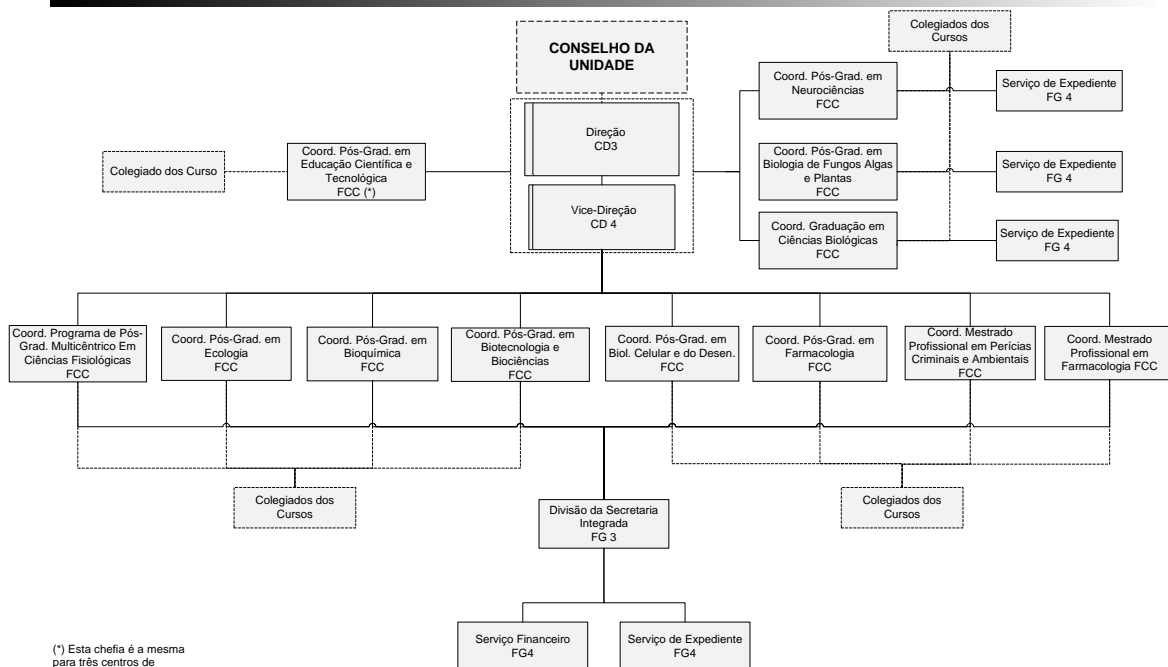 CONSELHO DA
UNIDADE
Colegiados dos
Cursos
Coord. Pós-Grad. em
Neurociências
FCC
Serviço de Expediente
FG 4
Direção
CD3
Colegiado dos Curso
Coord. Pós-Grad. em
Educação Científica e
Tecnológica
FCC (*)
Coord. Pós-Grad. em
Biologia de Fungos Algas
e Plantas
FCC
Serviço de Expediente
FG 4
Vice-Direção
CD 4
Coord. Graduação em
Ciências Biológicas
FCC
Serviço de Expediente
FG 4
Coord. Programa de Pós-
Grad. Multicêntrico Em
Ciências Fisiológicas
FCC
Coord. Pós-Grad. em
Ecologia
FCC
Coord. Pós-Grad. em
Bioquímica
FCC
Coord. Pós-Grad. em
Biotecnologia e
Biociências
FCC
Coord. Pós-Grad. em
Biol. Celular e do Desen.
FCC
Coord. Pós-Grad. em
Farmacologia
FCC
Coord. Mestrado
Profissional em Perícias
Criminais e Ambientais
FCC
Coord. Mestrado
Profissional em
Farmacologia FCC
Colegiados dos
Cursos
Divisão da Secretaria
Integrada
FG 3
Colegiados dos
Cursos
Serviço Financeiro
FG4
Serviço de Expediente
FG4
(*) Esta chefia é a mesma
para três centros de